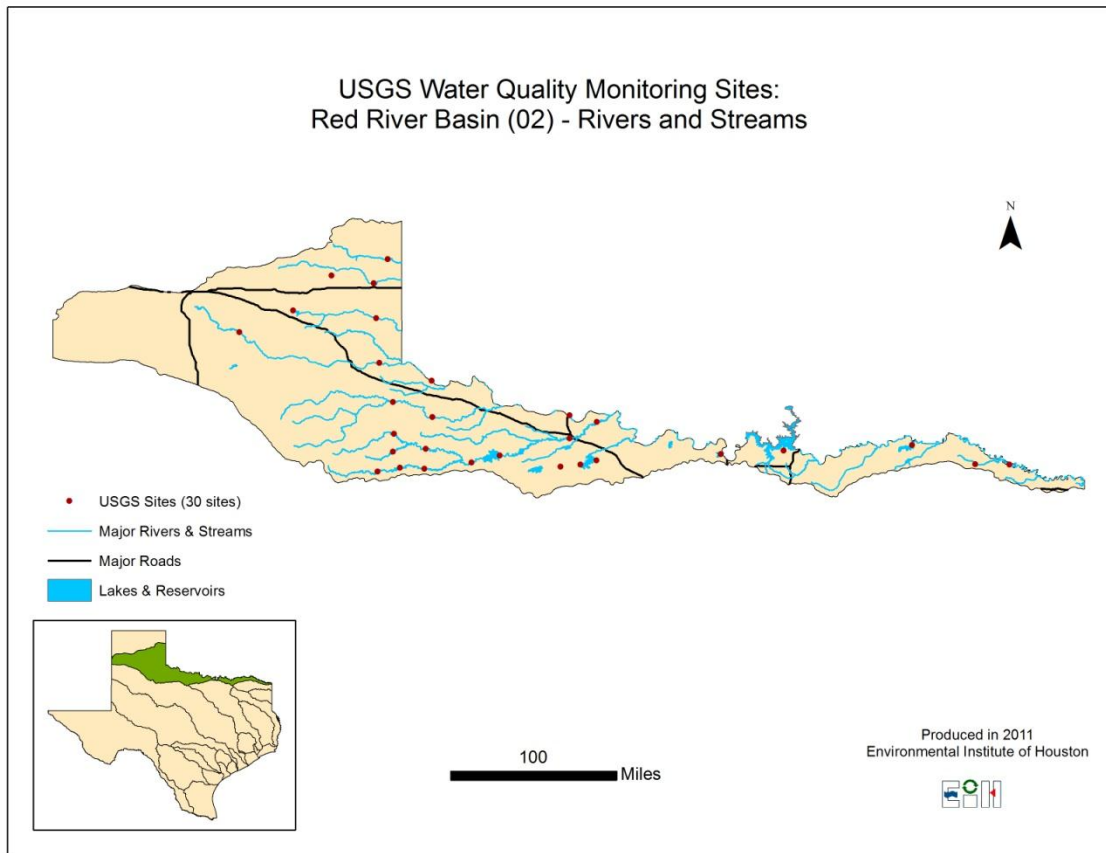 USGS Water Quality Monitoring Sites:
Red River Basin (02) - Rivers and Streams
N
USGS Sites (30 sites)
Major Rivers & Streams
Major Roads
Lakes & Reservoirs
100
Miles
Produced in 2011
Environmental Institute of Houston
EIH